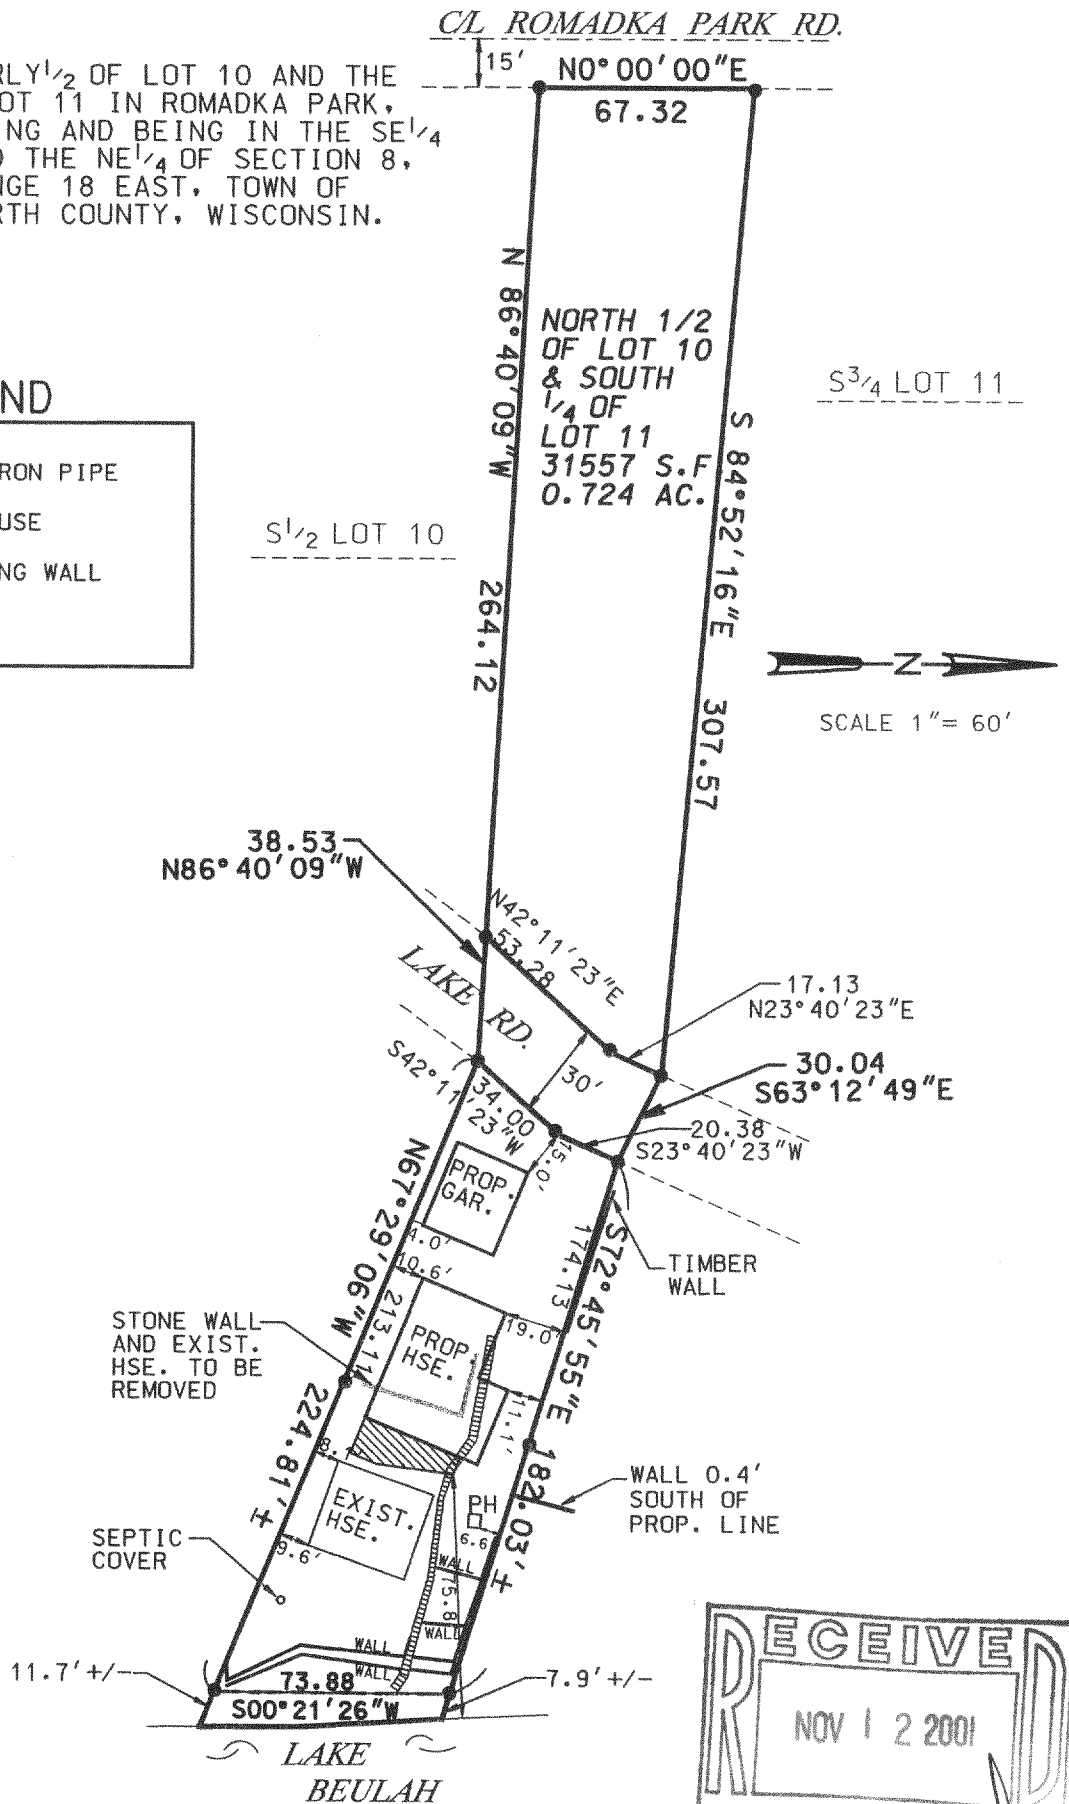 C/L ROMADKA PARK RD.
15'
N0°00'00"E
67.32
RLY 1/2 OF LOT 10 AND THE
OT 11 IN ROMADKA PARK,
NG AND BEING IN THE SE 1/4
THE NE 1/4 OF SECTION 8,
NGE 18 EAST, TOWN OF
RTH COUNTY, WISCONSIN.
N 86°40'09"W
264.12
NORTH 1/2
OF LOT 10
& SOUTH
1/4 OF
LOT 11
31557 S.F
0.724 AC.
S 84°52'16"E
307.57
S 3/4 LOT 11
ND
RON PIPE
USE
NG WALL
S 1/2 LOT 10
N
SCALE 1"= 60'
38.53
N86°40'09"W
N42°11'23"E
53.28
LAKE RD.
17.13
N23°40'23"E
30.04
S63°12'49"E
30'
S42°11'23"W
34.00
20.38
S23°40'23"W
15.0'
PROP.
GAR.
N67°29'06"W
213.11
4.0'
10.6'
S72°45'55"E
174.13
TIMBER
WALL
STONE WALL
AND EXIST.
HSE. TO BE
REMOVED
PROP.
HSE.
19.0'
11.1'
224.81'±
182.03'±
WALL 0.4'
SOUTH OF
PROP. LINE
EXIST.
HSE.
PH
6.6
SEPTIC
COVER
9.6'
WALL
75.8
WALL
WALL
WALL
11.7'+/-
73.88
S00°21'26"W
7.9'+/-
LAKE
BEULAH
RECEIVED
NOV 12 2001